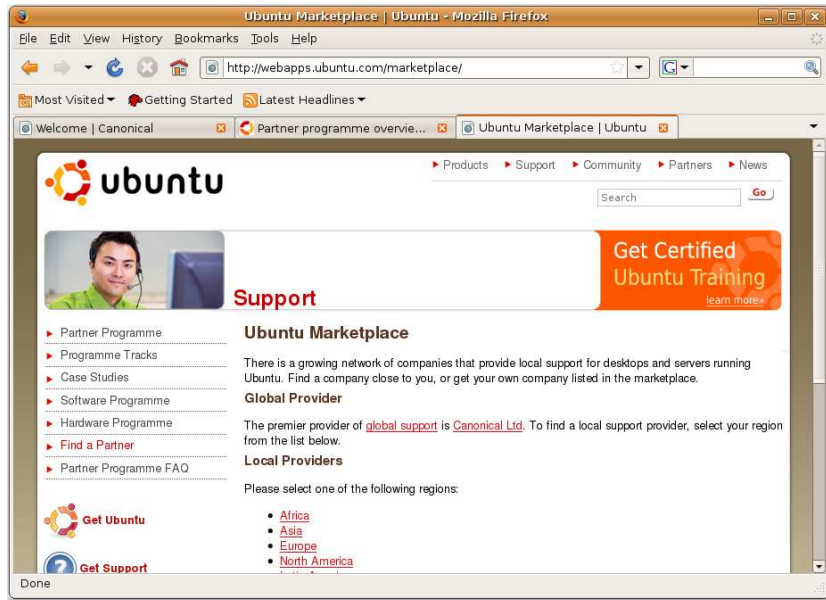 Ubuntu Marketplace | Ubuntu - Mozilla Firefox
File Edit View History Bookmarks Tools Help
http://webapps.ubuntu.com/marketplace/
G
Most Visited Getting Started Latest Headlines
Welcome | Canonical Partner programme overvie... Ubuntu Marketplace | Ubuntu
ubuntu
Products Support Community Partners News
Search Go
Get Certified
Ubuntu Training
learn more»
Support
Partner Programme
Programme Tracks
Case Studies
Software Programme
Hardware Programme
Find a Partner
Partner Programme FAQ
Get Ubuntu
Get Support
Ubuntu Marketplace
There is a growing network of companies that provide local support for desktops and servers running
Ubuntu. Find a company close to you, or get your own company listed in the marketplace.
Global Provider
The premier provider of global support is Canonical Ltd. To find a local support provider, select your region
from the list below.
Local Providers
Please select one of the following regions:
Africa
Asia
Europe
North America
Done